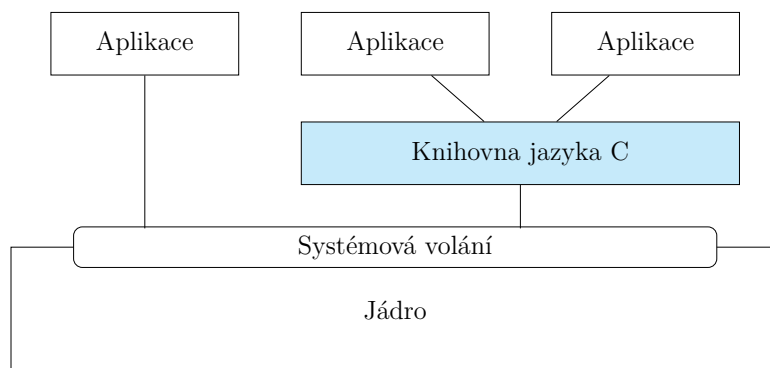 Aplikace
Aplikace
Aplikace
Knihovna jazyka C
Systémová volání
Jádro